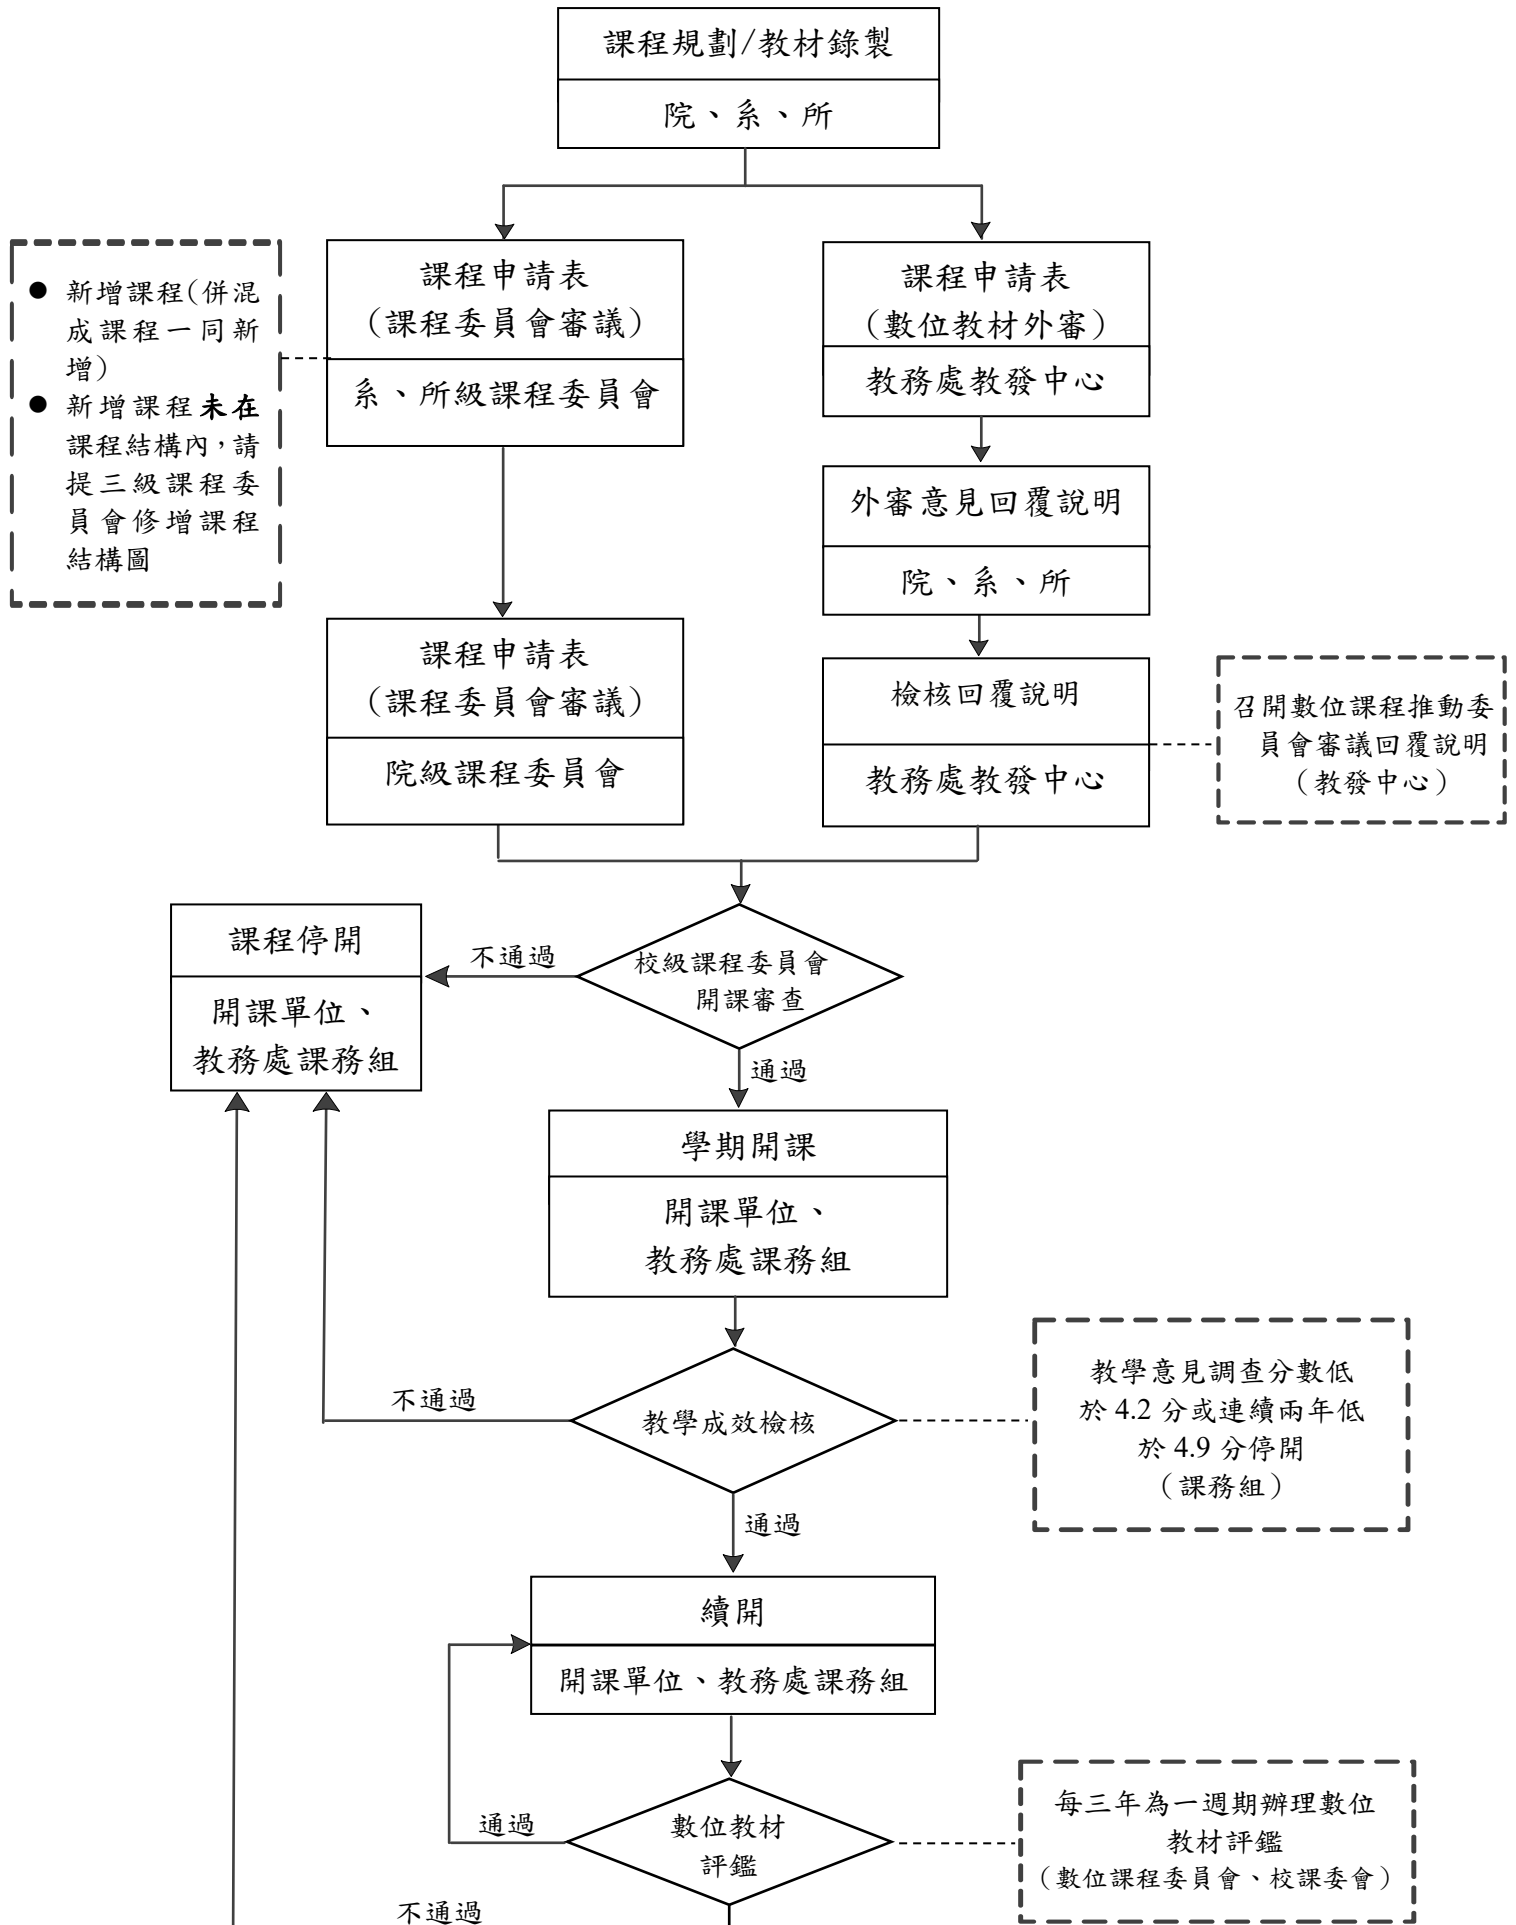 課程規劃/教材錄製
院、系、所
● 新增課程(併混
成課程一同新
增)
● 新增課程未在
課程結構內，請
提三級課程委
員會修增課程
結構圖
課程申請表
(課程委員會審議)
系、所級課程委員會
課程申請表
(數位教材外審)
教務處教發中心
外審意見回覆說明
院、系、所
課程申請表
(課程委員會審議)
院級課程委員會
檢核回覆說明
教務處教發中心
召開數位課程推動委
員會審議回覆說明
(教發中心)
課程停開
開課單位、
教務處課務組
不通過
校級課程委員會
開課審查
通過
學期開課
開課單位、
教務處課務組
不通過
教學成效檢核
教學意見調查分數低
於 4.2 分或連續兩年低
於 4.9 分停開
(課務組)
通過
續開
開課單位、教務處課務組
通過
數位教材
評鑑
每三年為一週期辦理數位
教材評鑑
(數位課程委員會、校課委會)
不通過